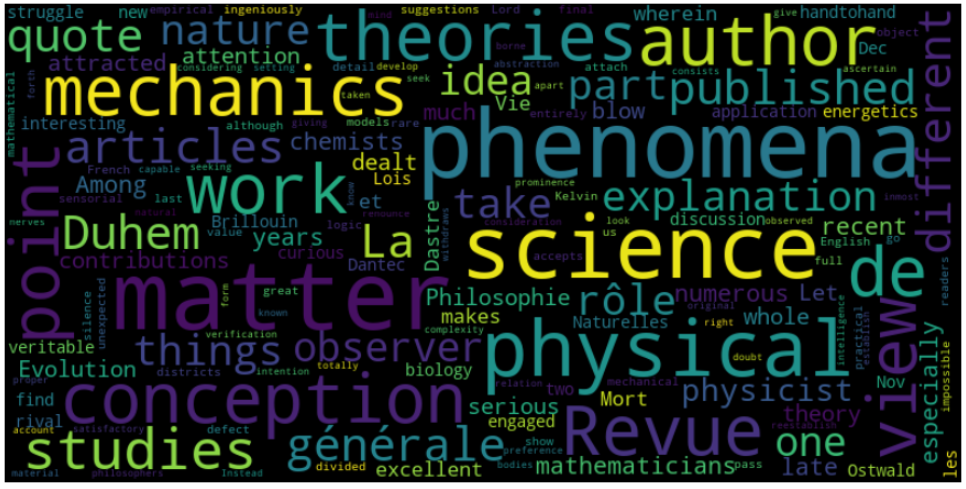 struggle new empirical ingeniously suggestions Lord final mind give handtohand
quote nature theories author
attention wherein Dec object
attracted borne detail develop seek attach consists ascertain
mathematical forth considering setting abstraction taken apart
mechanics idea part published different
interesting although giving models rare Vie entirely much blow application energetics
point articles chemists phenomena
French dealt
Among sensorial last et Lois know prominence Kelvin
nerves capable seeking work take explanation
natural renounce consideration look us discussion observed recent inmost
Duhem Brillouin value logic La Dastre withdraws accepts science English go full
years curious Dantec view de
contributions matter great known form
silence unexpected Philosophie rôle numerous Let readers
verification makes Naturelles whole original right intelligence practical establish
veritable things observer complexity physical
Evolution districts intention totally biology doubt
proper find conception two relation mechanical physicist Nov especially impossible
rival serious engaged Mort theory reestablish
studies defect générale show preference Revue one
account satisfactory divided excellent bodies mathematicians pass late Ostwald les
material philosophers Instead